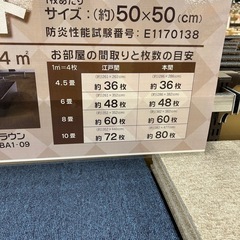 1枚あたり
サイズ：(約)50×50(cm)
防炎性能試験番号：E1170138
お部屋の間取りと枚数の目安
1㎡=4枚 江戸間 本間
4.5畳 約36枚 約36枚
6畳 約48枚 約48枚
8畳 約60枚 約60枚
10畳 約72枚 約80枚
ラウン
BA1-09